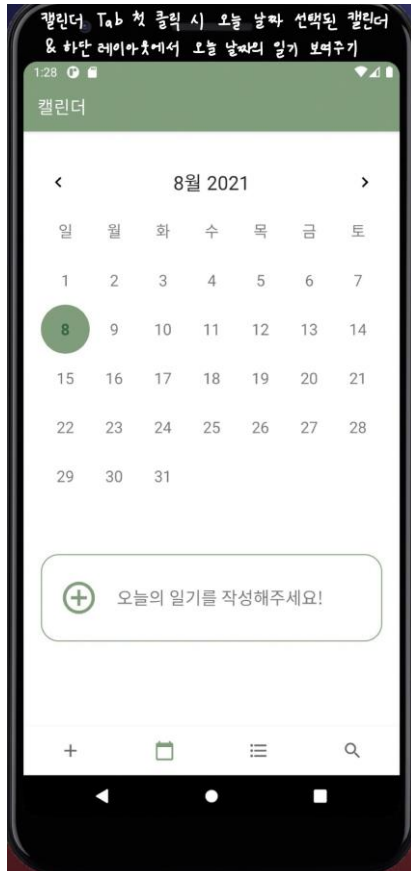 캘린더 Tab 첫 클릭 시 오늘 날짜 선택된 캘린더
& 하단 레이아웃에서 오늘 날짜의 일기 보여주기
1:28
캘린더
8월 2021
일 월 화 수 목 금 토
1 2 3 4 5 6 7
8 9 10 11 12 13 14
15 16 17 18 19 20 21
22 23 24 25 26 27 28
29 30 31
오늘의 일기를 작성해주세요!